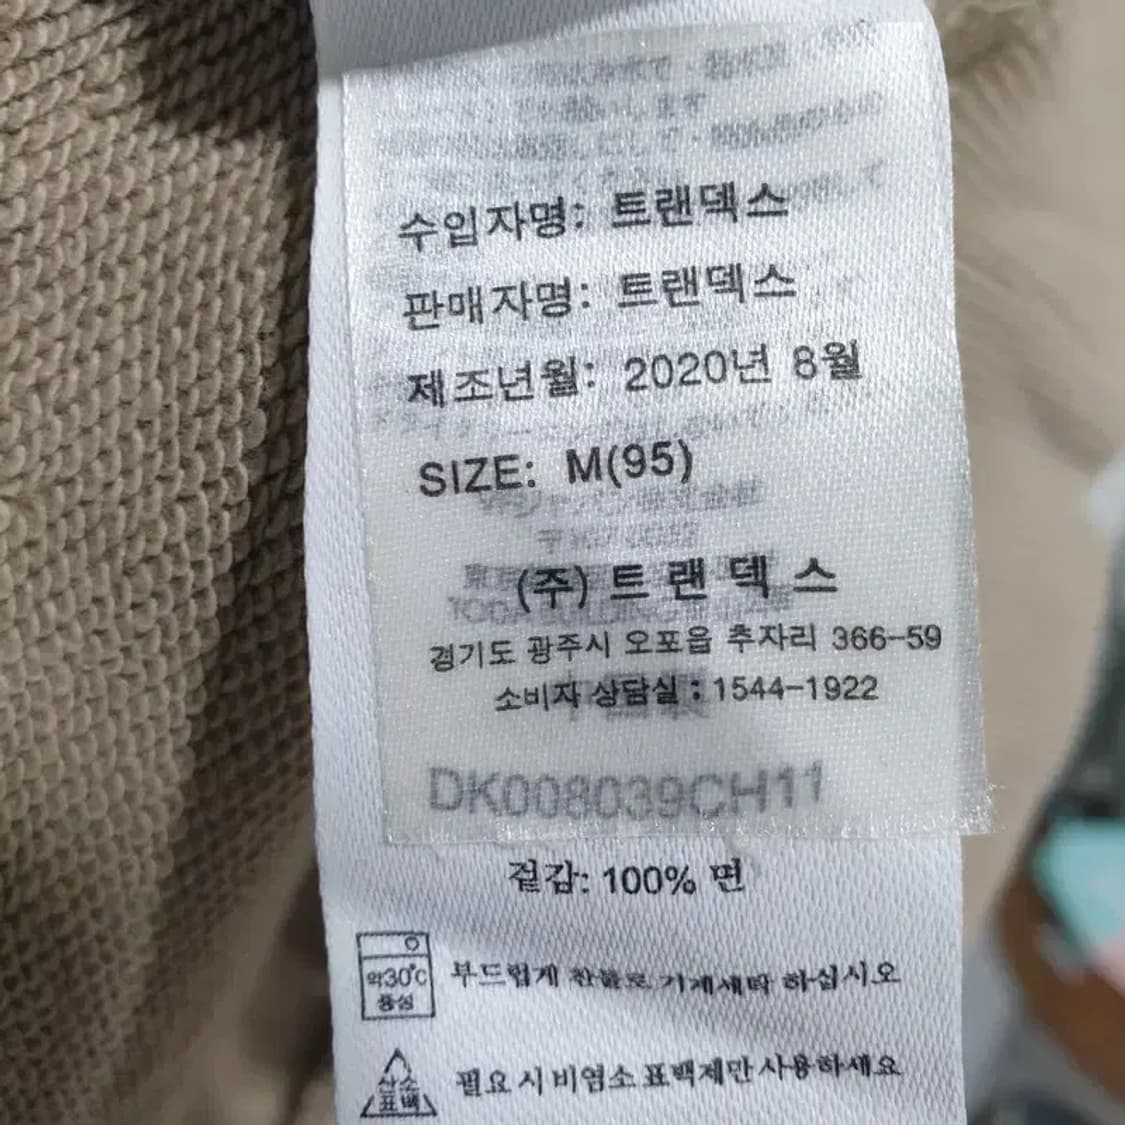 수입자명: 트랜덱스
판매자명: 트랜덱스
제조년월: 2020년 8월
SIZE: M(95)
(주) 트랜덱스
경기도 광주시 오포읍 추자리 366-59
소비자 상담실 : 1544-1922
DK008039CH11
겉감: 100% 면
약30℃
중성
부드럽게 찬물로 기계세탁 하십시오
산소
표백
필요시 비염소 표백제만 사용하세요